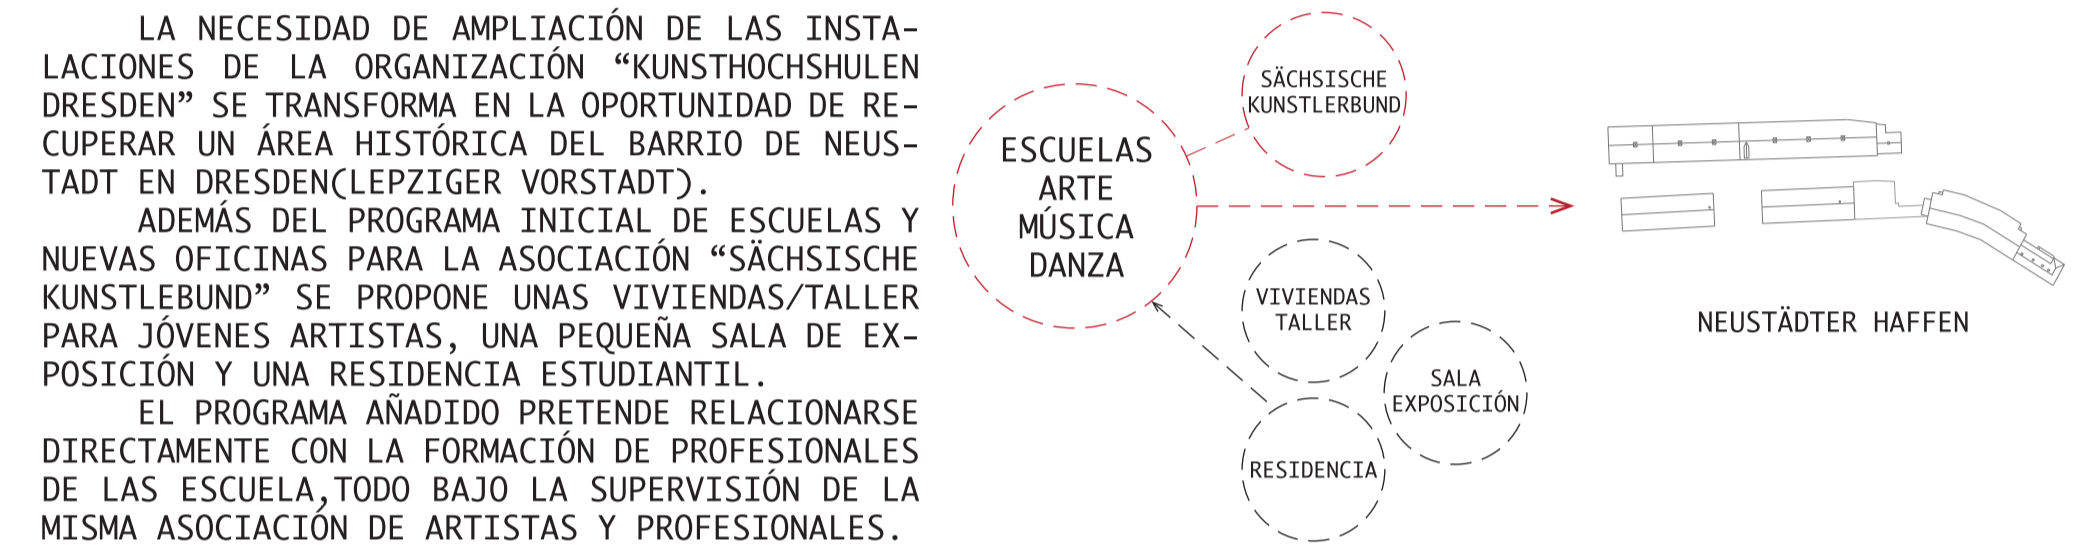 LA NECESIDAD DE AMPLIACIÓN DE LAS INSTA-
LACIONES DE LA ORGANIZACIÓN “KUNSTHOCHSHULEN
DRESDEN” SE TRANSFORMA EN LA OPORTUNIDAD DE RE-
CUPERAR UN ÁREA HISTÓRICA DEL BARRIO DE NEUS-
TADT EN DRESDEN(LEPZIGER VORSTADT).
ADEMÁS DEL PROGRAMA INICIAL DE ESCUELAS Y
NUEVAS OFICINAS PARA LA ASOCIACIÓN “SÄCHSISCHE
KUNSTLEBUND” SE PROPONE UNAS VIVIENDAS/TALLER
PARA JÓVENES ARTISTAS, UNA PEQUEÑA SALA DE EX-
POSICIÓN Y UNA RESIDENCIA ESTUDIANTIL.
EL PROGRAMA AÑADIDO PRETENDE RELACIONARSE
DIRECTAMENTE CON LA FORMACIÓN DE PROFESIONALES
DE LAS ESCUELA,TODO BAJO LA SUPERVISIÓN DE LA
MISMA ASOCIACIÓN DE ARTISTAS Y PROFESIONALES.
ESCUELAS
ARTE
MÚSICA
DANZA
SÄCHSISCHE
KUNSTLERBUND
VIVIENDAS
TALLER
SALA
EXPOSICIÓN
RESIDENCIA
NEUSTÄDTER HAFFEN